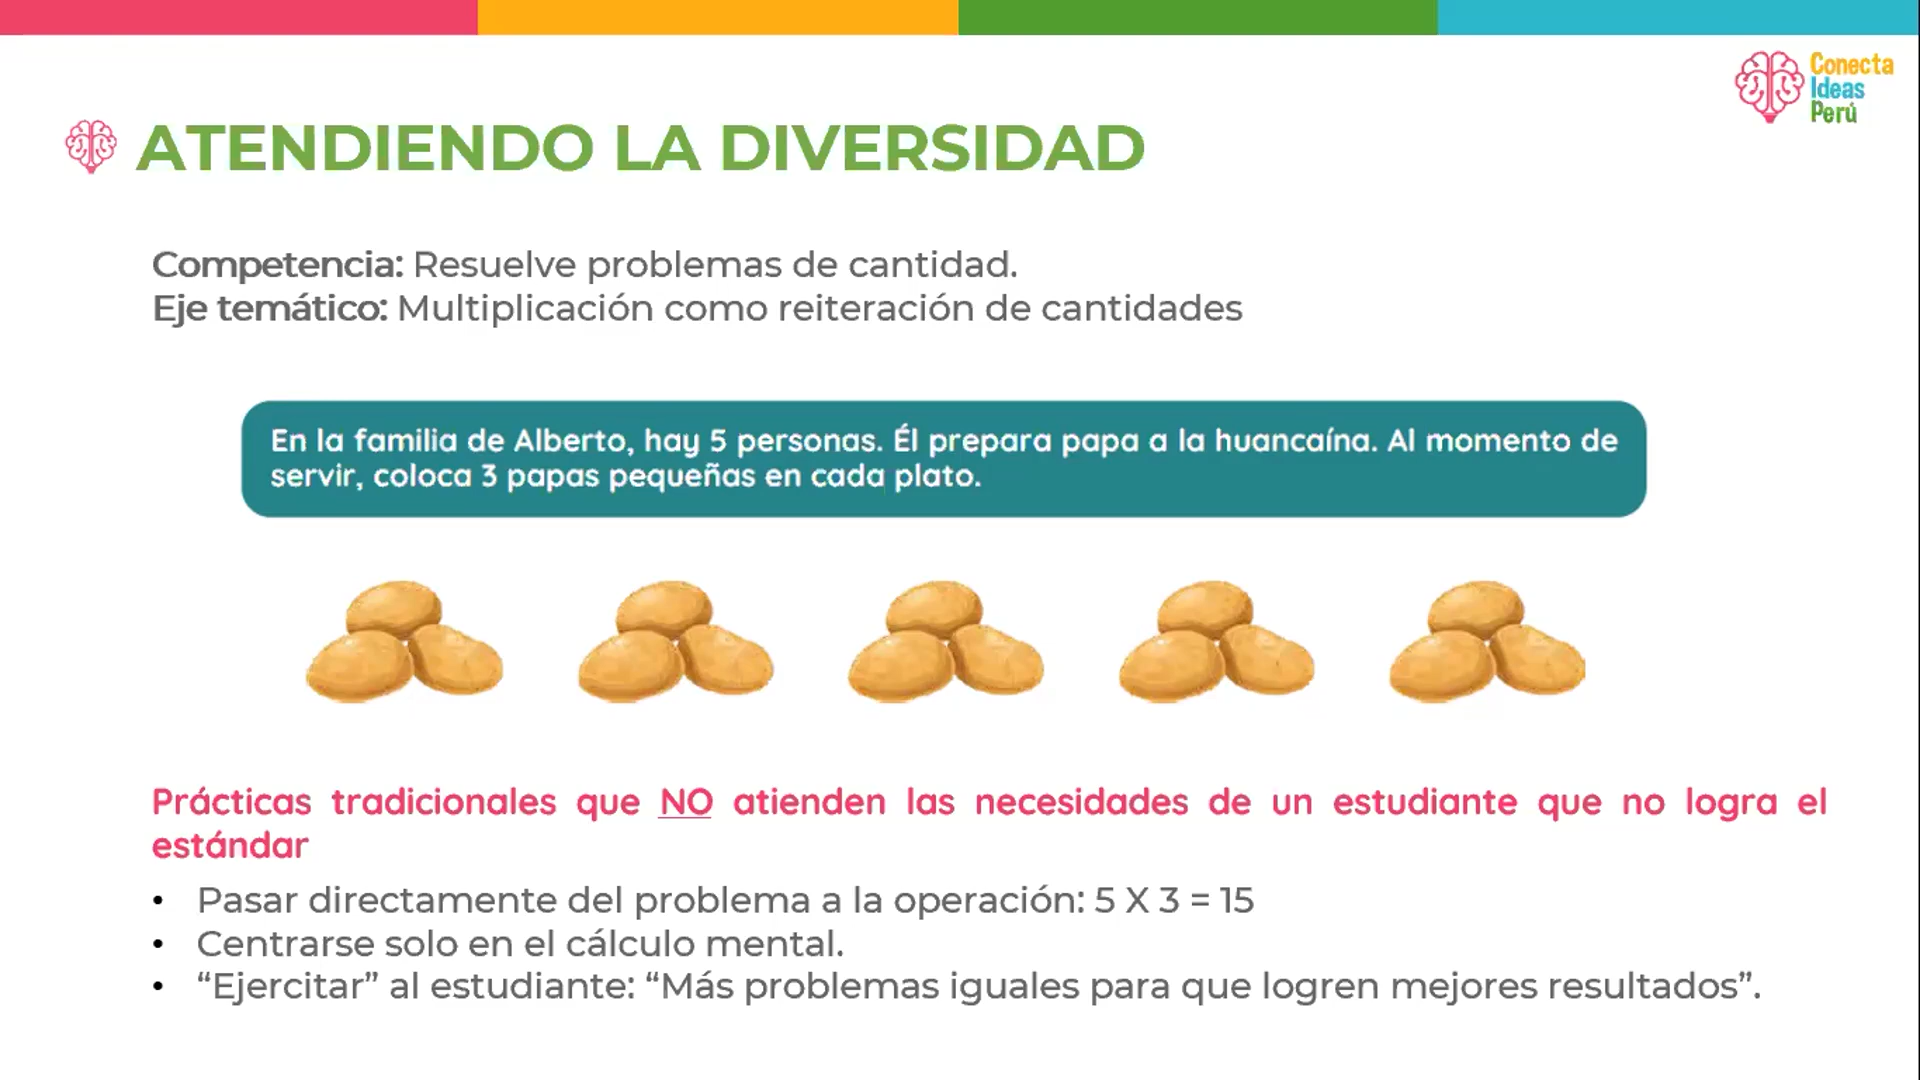 Conecta
Ideas
Perú
ATENDIENDO LA DIVERSIDAD
Competencia: Resuelve problemas de cantidad.
Eje temático: Multiplicación como reiteración de cantidades
En la familia de Alberto, hay 5 personas. Él prepara papa a la huancaína. Al momento de
servir, coloca 3 papas pequeñas en cada plato.
Prácticas tradicionales que NO atienden las necesidades de un estudiante que no logra el
estándar
• Pasar directamente del problema a la operación: 5 X 3 = 15
• Centrarse solo en el cálculo mental.
• “Ejercitar” al estudiante: “Más problemas iguales para que logren mejores resultados”.